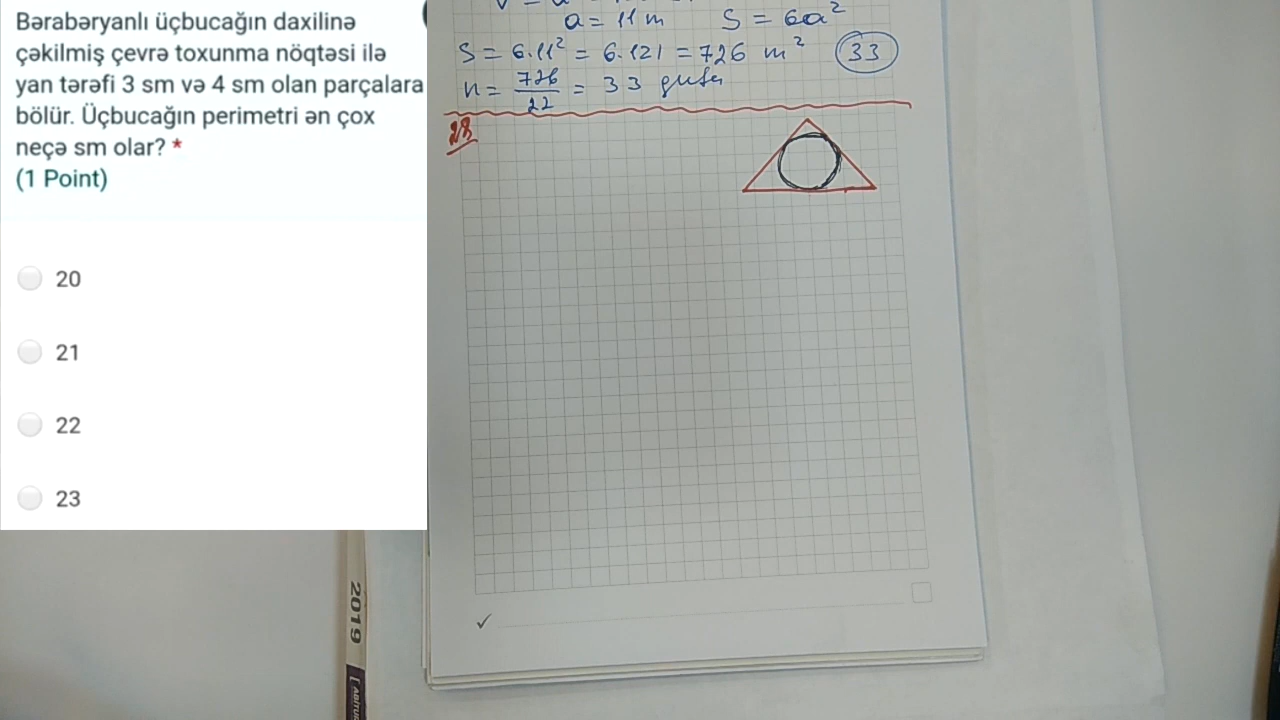 Bərabəryanlı üçbucağın daxilinə
çəkilmiş çevrə toxunma nöqtəsi ilə
yan tərəfi 3 sm və 4 sm olan parçalara
bölür. Üçbucağın perimetri ən çox
neçə sm olar? *
(1 Point)
20
21
22
23
a = 11 m S = 6a²
S = 6.11² = 6.121 = 726 m² 33
n = 726/22 = 33
28
2019